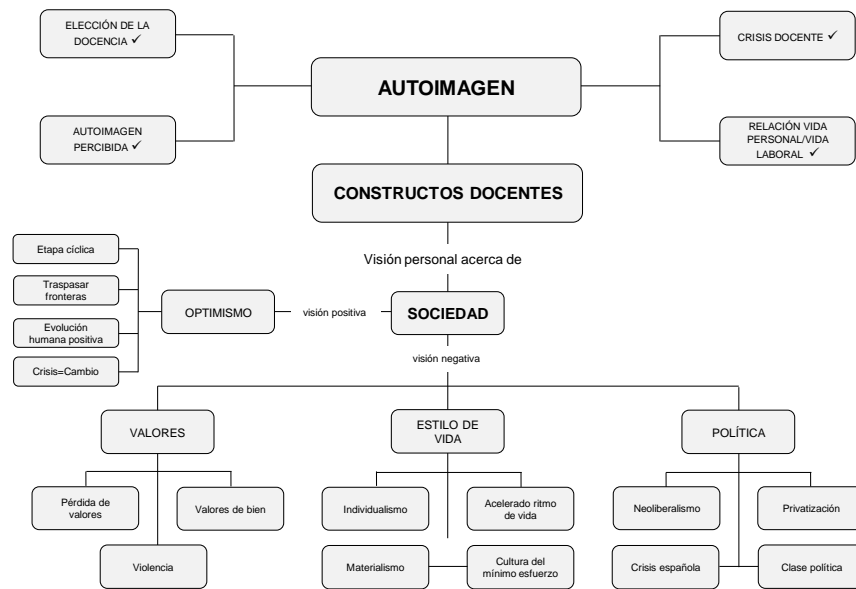 ELECCIÓN DE LA
DOCENCIA ✓
CRISIS DOCENTE ✓
AUTOIMAGEN
AUTOIMAGEN
PERCIBIDA ✓
RELACIÓN VIDA
PERSONAL/VIDA
LABORAL ✓
CONSTRUCTOS DOCENTES
Visión personal acerca de
Etapa cíclica
Traspasar
fronteras
Evolución
humana positiva
Crisis=Cambio
OPTIMISMO
visión positiva
SOCIEDAD
visión negativa
VALORES
ESTILO DE
VIDA
POLÍTICA
Pérdida de
valores
Valores de bien
Violencia
Individualismo
Acelerado ritmo
de vida
Materialismo
Cultura del
mínimo esfuerzo
Neoliberalismo
Privatización
Crisis española
Clase política